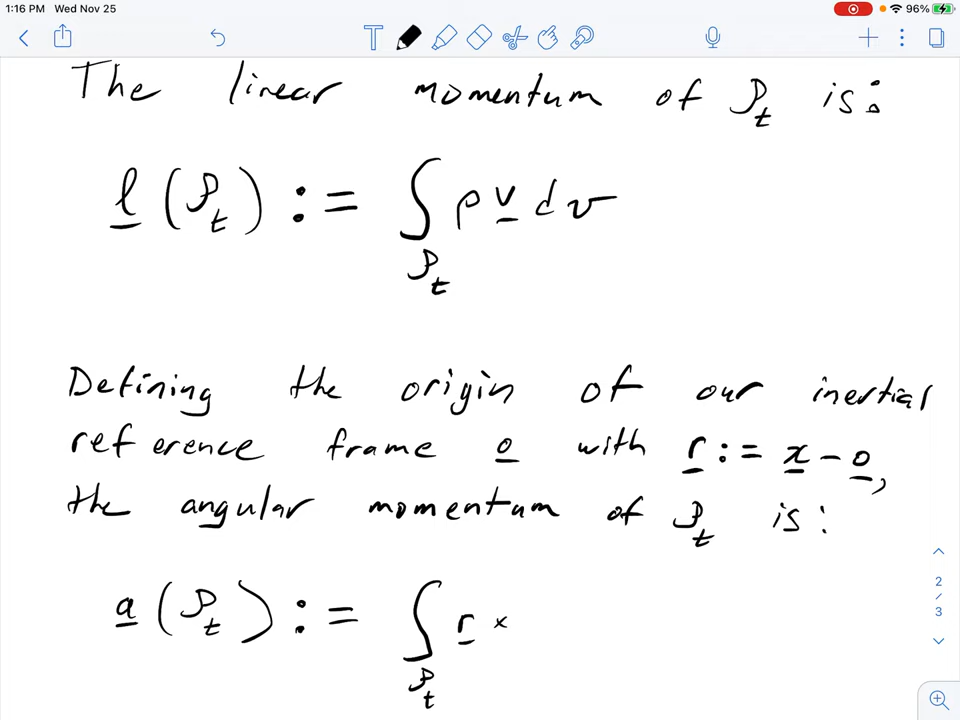 1:16 PM Wed Nov 25
96%
T
The linear momentum of 𝒫_t is:
l(𝒫_t) := ∫_{𝒫_t} ρ v dv
Defining the origin of our inertial
reference frame o with r := x - o,
the angular momentum of 𝒫_t is:
a(𝒫_t) := ∫_{𝒫_t} r ×
2
/
3